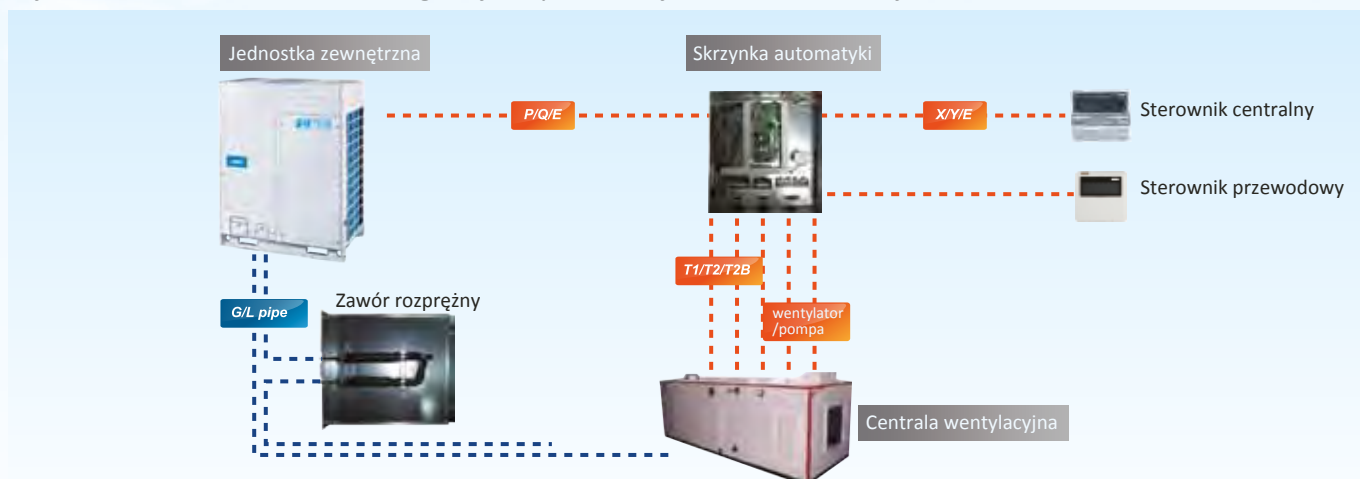 Jednostka zewnętrzna
Skrzynka automatyki
P/Q/E
X/Y/E
Sterownik centralny
Sterownik przewodowy
T1/T2/T2B
G/L pipe
Zawór rozprężny
wentylator
/pompa
Centrala wentylacyjna